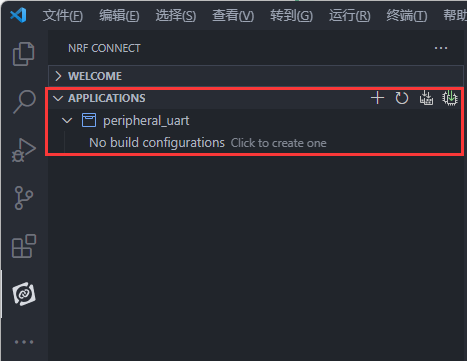 文件(F) 编辑(E) 选择(S) 查看(V) 转到(G) 运行(R) 终端(T) 帮助
NRF CONNECT
WELCOME
APPLICATIONS
peripheral_uart
No build configurations Click to create one